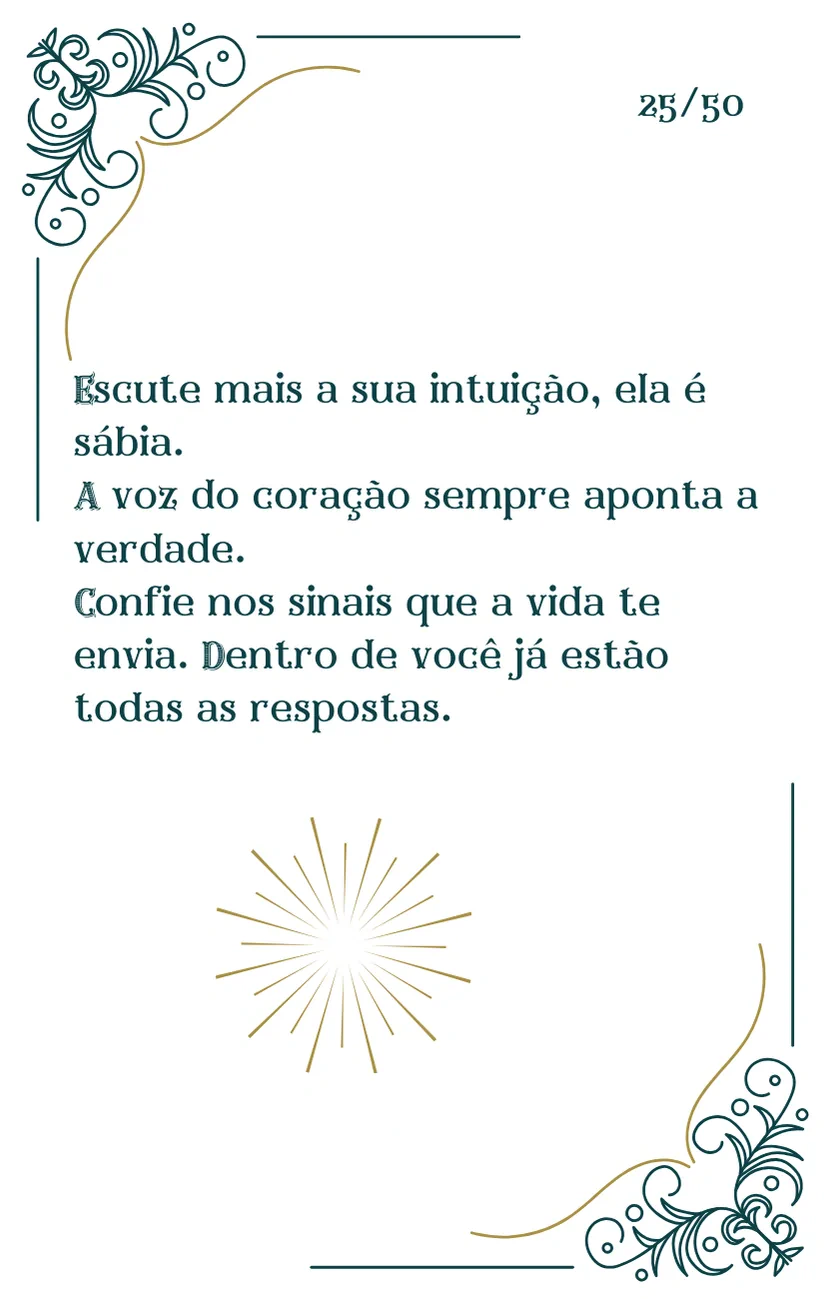 25/50
Escute mais a sua intuição, ela é
sábia.
A voz do coração sempre aponta a
verdade.
Confie nos sinais que a vida te
envia. Dentro de você já estão
todas as respostas.